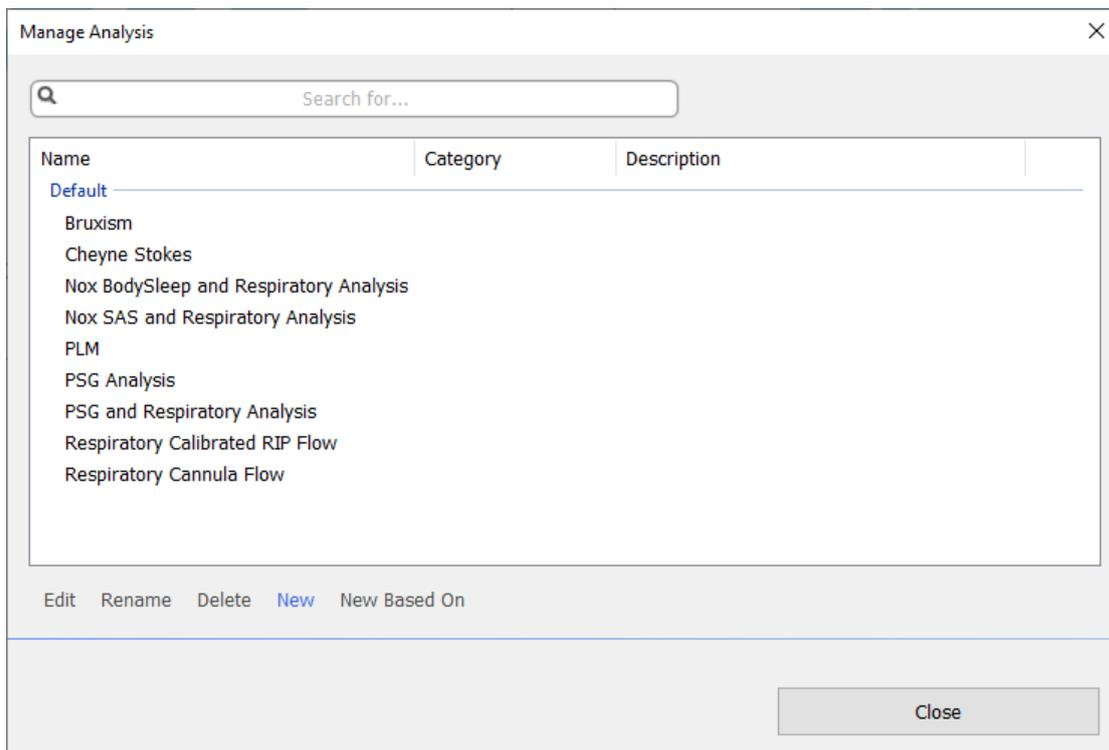 Manage Analysis
Search for...
Name Category Description
Default
Bruxism
Cheyne Stokes
Nox BodySleep and Respiratory Analysis
Nox SAS and Respiratory Analysis
PLM
PSG Analysis
PSG and Respiratory Analysis
Respiratory Calibrated RIP Flow
Respiratory Cannula Flow
Edit Rename Delete New New Based On
Close